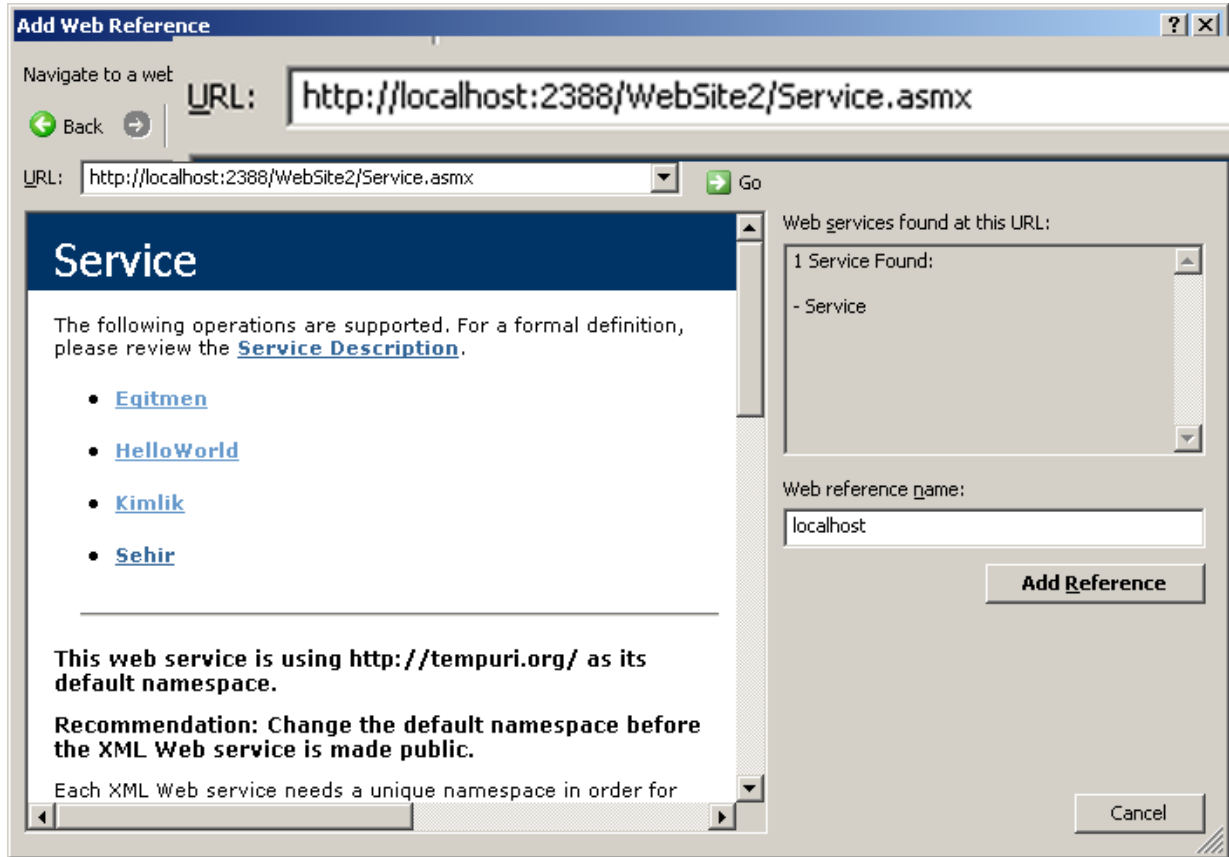 Add Web Reference
Navigate to a wet
URL: http://localhost:2388/WebSite2/Service.asmx
Back
URL: http://localhost:2388/WebSite2/Service.asmx Go
Service
The following operations are supported. For a formal definition,
please review the Service Description.
Eqitmen
HelloWorld
Kimlik
Sehir
This web service is using http://tempuri.org/ as its
default namespace.
Recommendation: Change the default namespace before
the XML Web service is made public.
Each XML Web service needs a unique namespace in order for
Web services found at this URL:
1 Service Found:
- Service
Web reference name:
localhost
Add Reference
Cancel